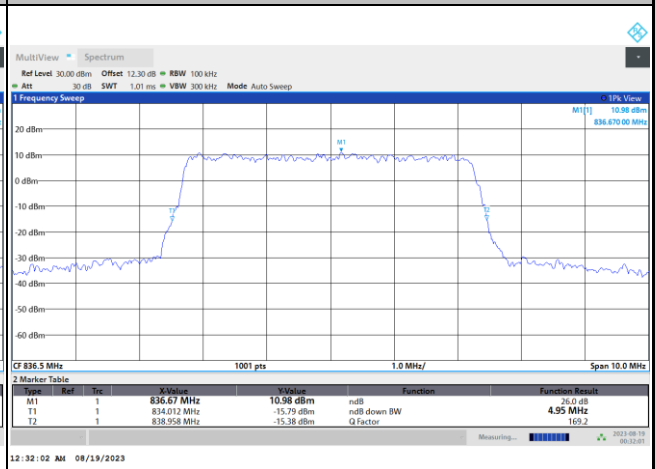 MultiView Spectrum
Ref Level 30.00 dBm Offset 12.30 dB RBW 100 kHz
Att 30 dB SWT 1.01 ms VBW 300 kHz Mode Auto Sweep
1 Frequency Sweep 1Pk View
M1[1] 10.98 dBm
836.67000 MHz
20 dBm
M1
10 dBm
0 dBm
-10 dBm
T1 T2
-20 dBm
-30 dBm
-40 dBm
-50 dBm
-60 dBm
CF 836.5 MHz 1001 pts 1.0 MHz/ Span 10.0 MHz
2 Marker Table
Type Ref Trc X-Value Y-Value Function Function Result
M1 1 836.67 MHz 10.98 dBm ndB 26.0 dB
T1 1 834.012 MHz -15.79 dBm ndB down BW 4.95 MHz
T2 1 838.958 MHz -15.38 dBm Q Factor 169.2
Measuring... 2023-08-19
00:32:01
12:32:02 AM 08/19/2023